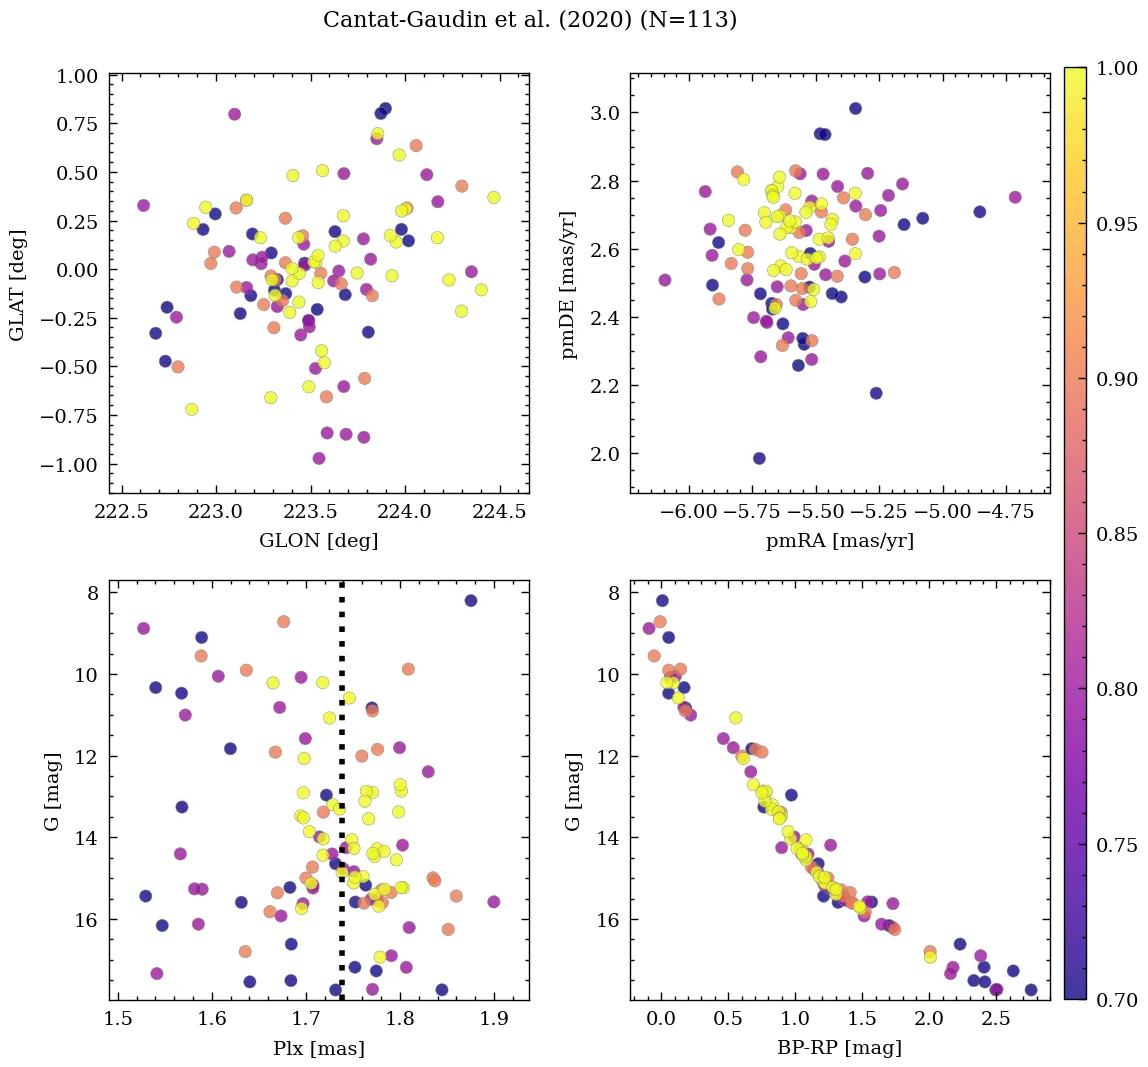 Cantat-Gaudin et al. (2020) (N=113)
1.00
0.75
0.50
0.25
0.00
−0.25
−0.50
−0.75
−1.00
GLAT [deg]
222.5 223.0 223.5 224.0 224.5
GLON [deg]
3.0
2.8
2.6
2.4
2.2
2.0
pmDE [mas/yr]
−6.00 −5.75 −5.50 −5.25 −5.00 −4.75
pmRA [mas/yr]
8
10
12
14
16
G [mag]
1.5 1.6 1.7 1.8 1.9
Plx [mas]
8
10
12
14
16
G [mag]
0.0 0.5 1.0 1.5 2.0 2.5
BP-RP [mag]
1.00
0.95
0.90
0.85
0.80
0.75
0.70